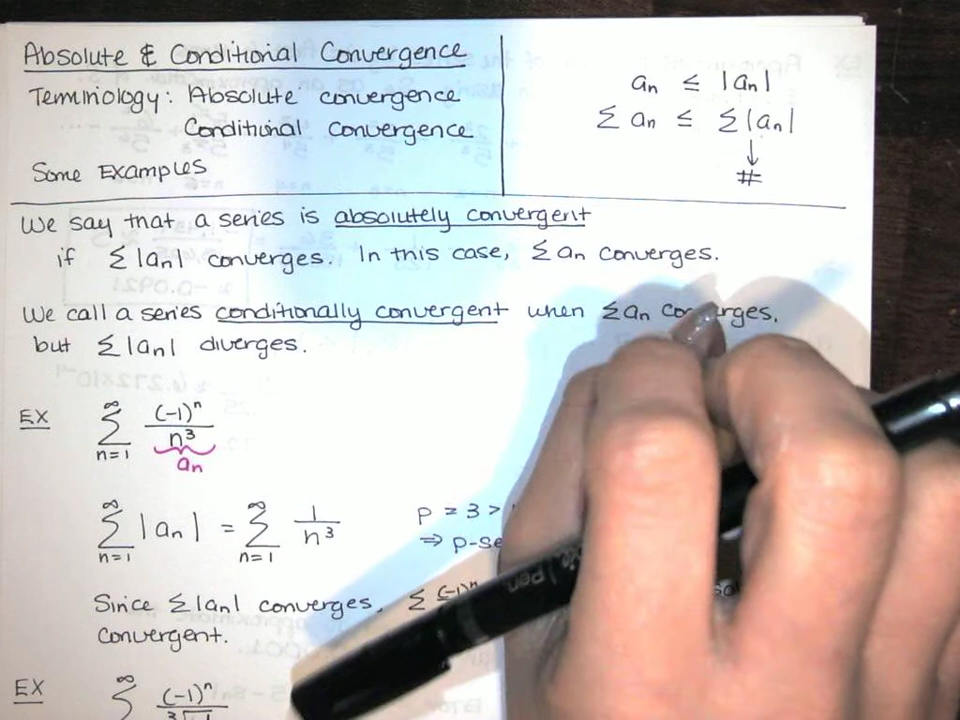 Absolute & Conditional Convergence
Terminology: Absolute convergence
Conditional convergence
Some Examples
an ≤ |an|
Σ an ≤ Σ|an|
↓
#
We say that a series is absolutely convergent
if Σ|an| converges. In this case, Σ an converges.
We call a series conditionally convergent when Σ an converges,
but Σ|an| diverges.
EX ∞ Σ n=1 (-1)^n / n^3
an
∞ Σ n=1 |an| = ∞ Σ n=1 1/n^3 p = 3 >
⇒ p-se
Since Σ|an| converges, Σ (-1)^n
convergent.
EX ∞ Σ (-1)^n